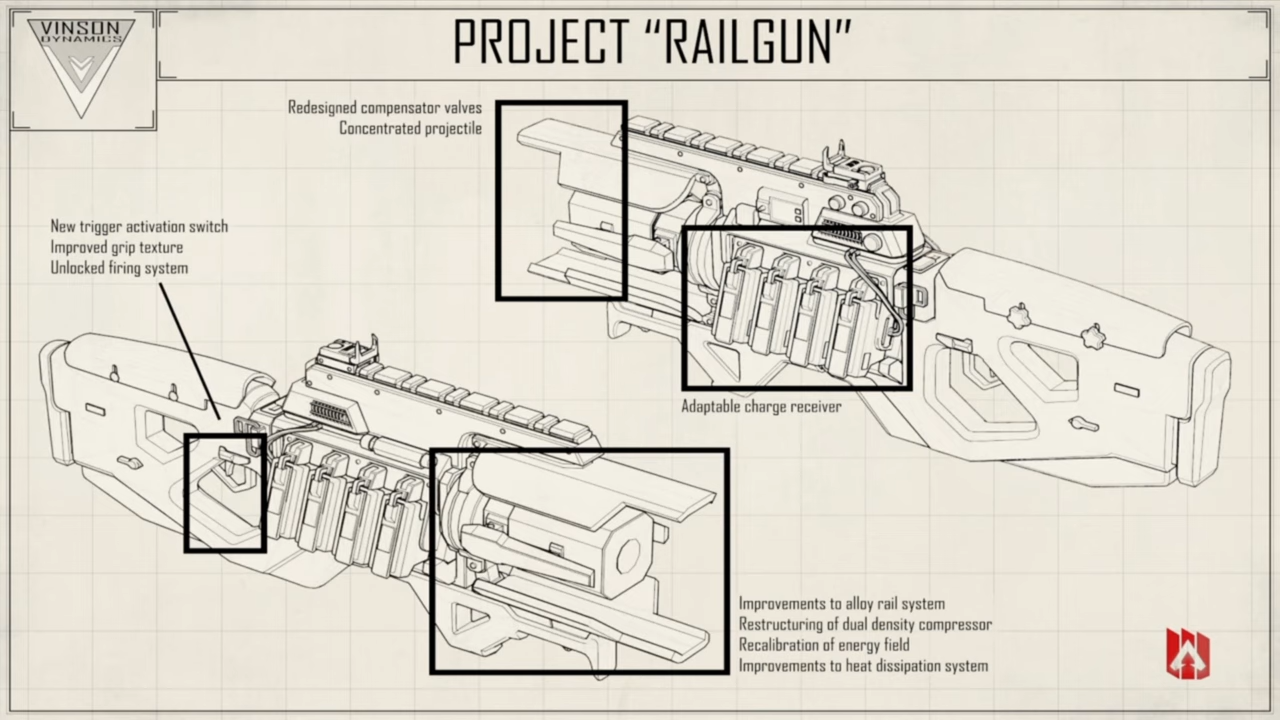 VINSON
DYNAMICS
PROJECT “RAILGUN”
Redesigned compensator valves
Concentrated projectile
New trigger activation switch
Improved grip texture
Unlocked firing system
Adaptable charge receiver
Improvements to alloy rail system
Restructuring of dual density compressor
Recalibration of energy field
Improvements to heat dissipation system